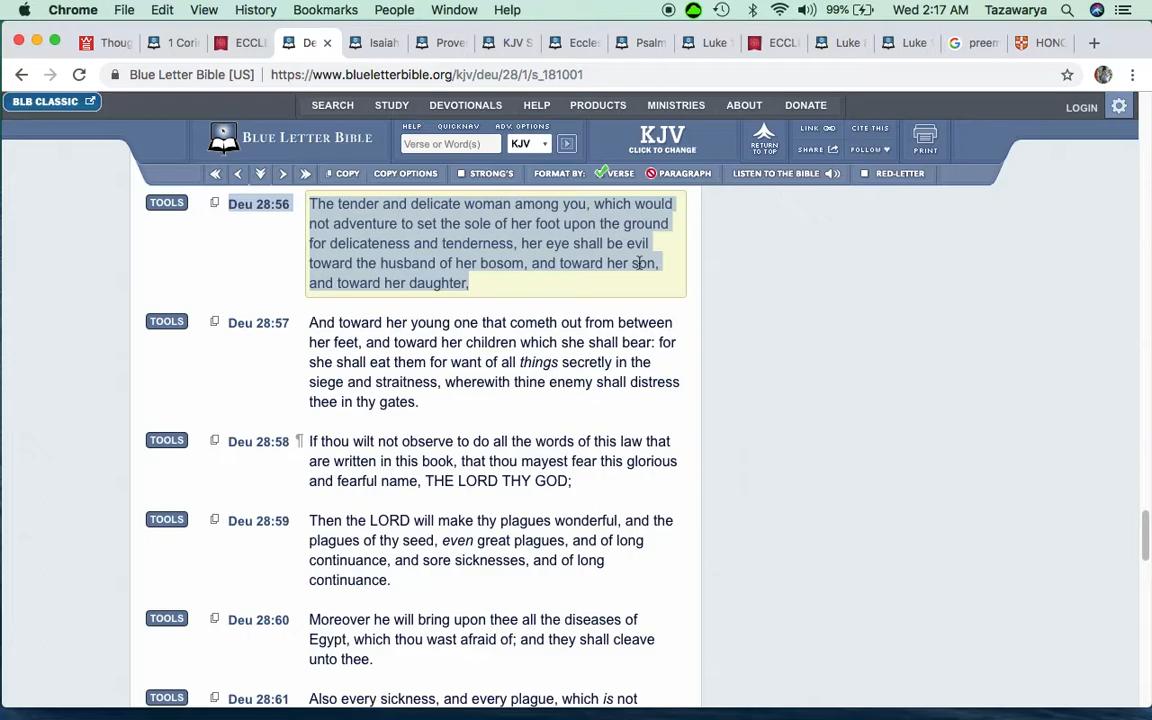 Chrome File Edit View History Bookmarks People Window Help 99% Wed 2:17 AM Tazawarya
Thoug 1 Cori ECCLE De Isaiah Prove KJV S Eccles Psalm Luke ECCLE Luke Luke preem HONC
Blue Letter Bible [US] https://www.blueletterbible.org/kjv/deu/28/1/s_181001
BLB CLASSIC SEARCH STUDY DEVOTIONALS HELP PRODUCTS MINISTRIES ABOUT DONATE LOGIN
BLUE LETTER BIBLE HELP QUICKNAV ADV. OPTIONS
Verse or Word(s) KJV
KJV
CLICK TO CHANGE
RETURN TO TOP
LINK CITE THIS
SHARE FOLLOW
PRINT
COPY COPY OPTIONS STRONG'S FORMAT BY: VERSE PARAGRAPH LISTEN TO THE BIBLE RED-LETTER
TOOLS Deu 28:56 The tender and delicate woman among you, which would
not adventure to set the sole of her foot upon the ground
for delicateness and tenderness, her eye shall be evil
toward the husband of her bosom, and toward her son,
and toward her daughter,
TOOLS Deu 28:57 And toward her young one that cometh out from between
her feet, and toward her children which she shall bear: for
she shall eat them for want of all things secretly in the
siege and straitness, wherewith thine enemy shall distress
thee in thy gates.
TOOLS Deu 28:58 ¶ If thou wilt not observe to do all the words of this law that
are written in this book, that thou mayest fear this glorious
and fearful name, THE LORD THY GOD;
TOOLS Deu 28:59 Then the LORD will make thy plagues wonderful, and the
plagues of thy seed, even great plagues, and of long
continuance, and sore sicknesses, and of long
continuance.
TOOLS Deu 28:60 Moreover he will bring upon thee all the diseases of
Egypt, which thou wast afraid of; and they shall cleave
unto thee.
TOOLS Deu 28:61 Also every sickness, and every plague, which is not